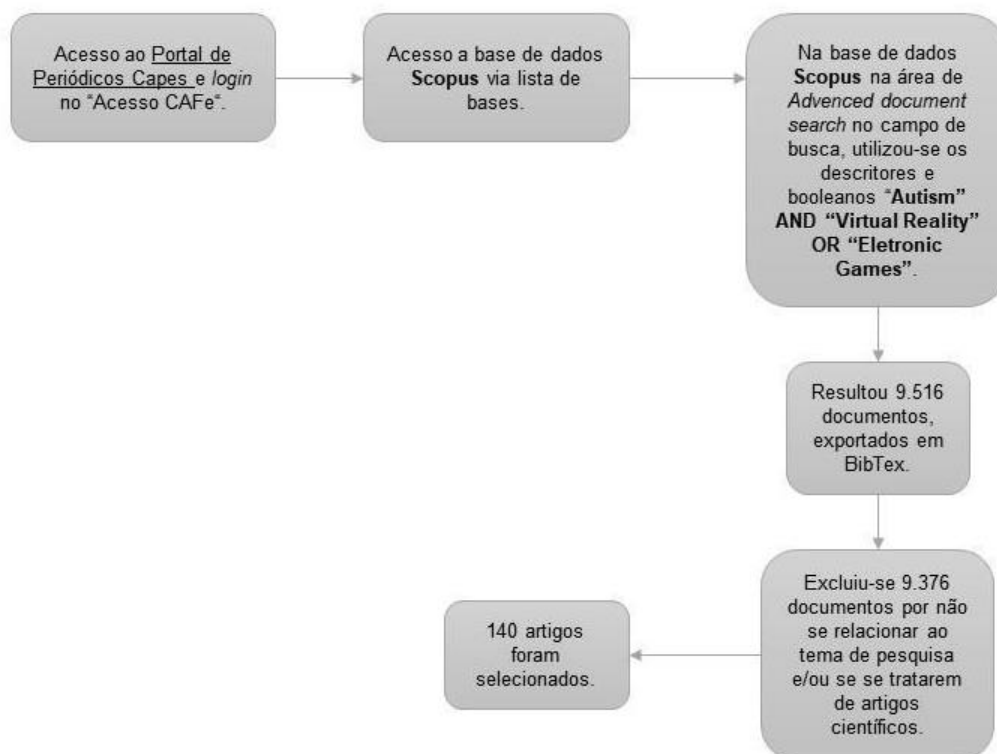 Acesso ao Portal de
Periódicos Capes e login
no "Acesso CAFe".
Acesso a base de dados
Scopus via lista de
bases.
Na base de dados
Scopus na área de
Advenced document
search no campo de
busca, utilizou-se os
descritores e
booleanos "Autism"
AND "Virtual Reality"
OR "Eletronic
Games".
Resultou 9.516
documentos,
exportados em
BibTex.
Excluiu-se 9.376
documentos por não
se relacionar ao
tema de pesquisa
e/ou se se tratarem
de artigos
científicos.
140 artigos
foram
selecionados.